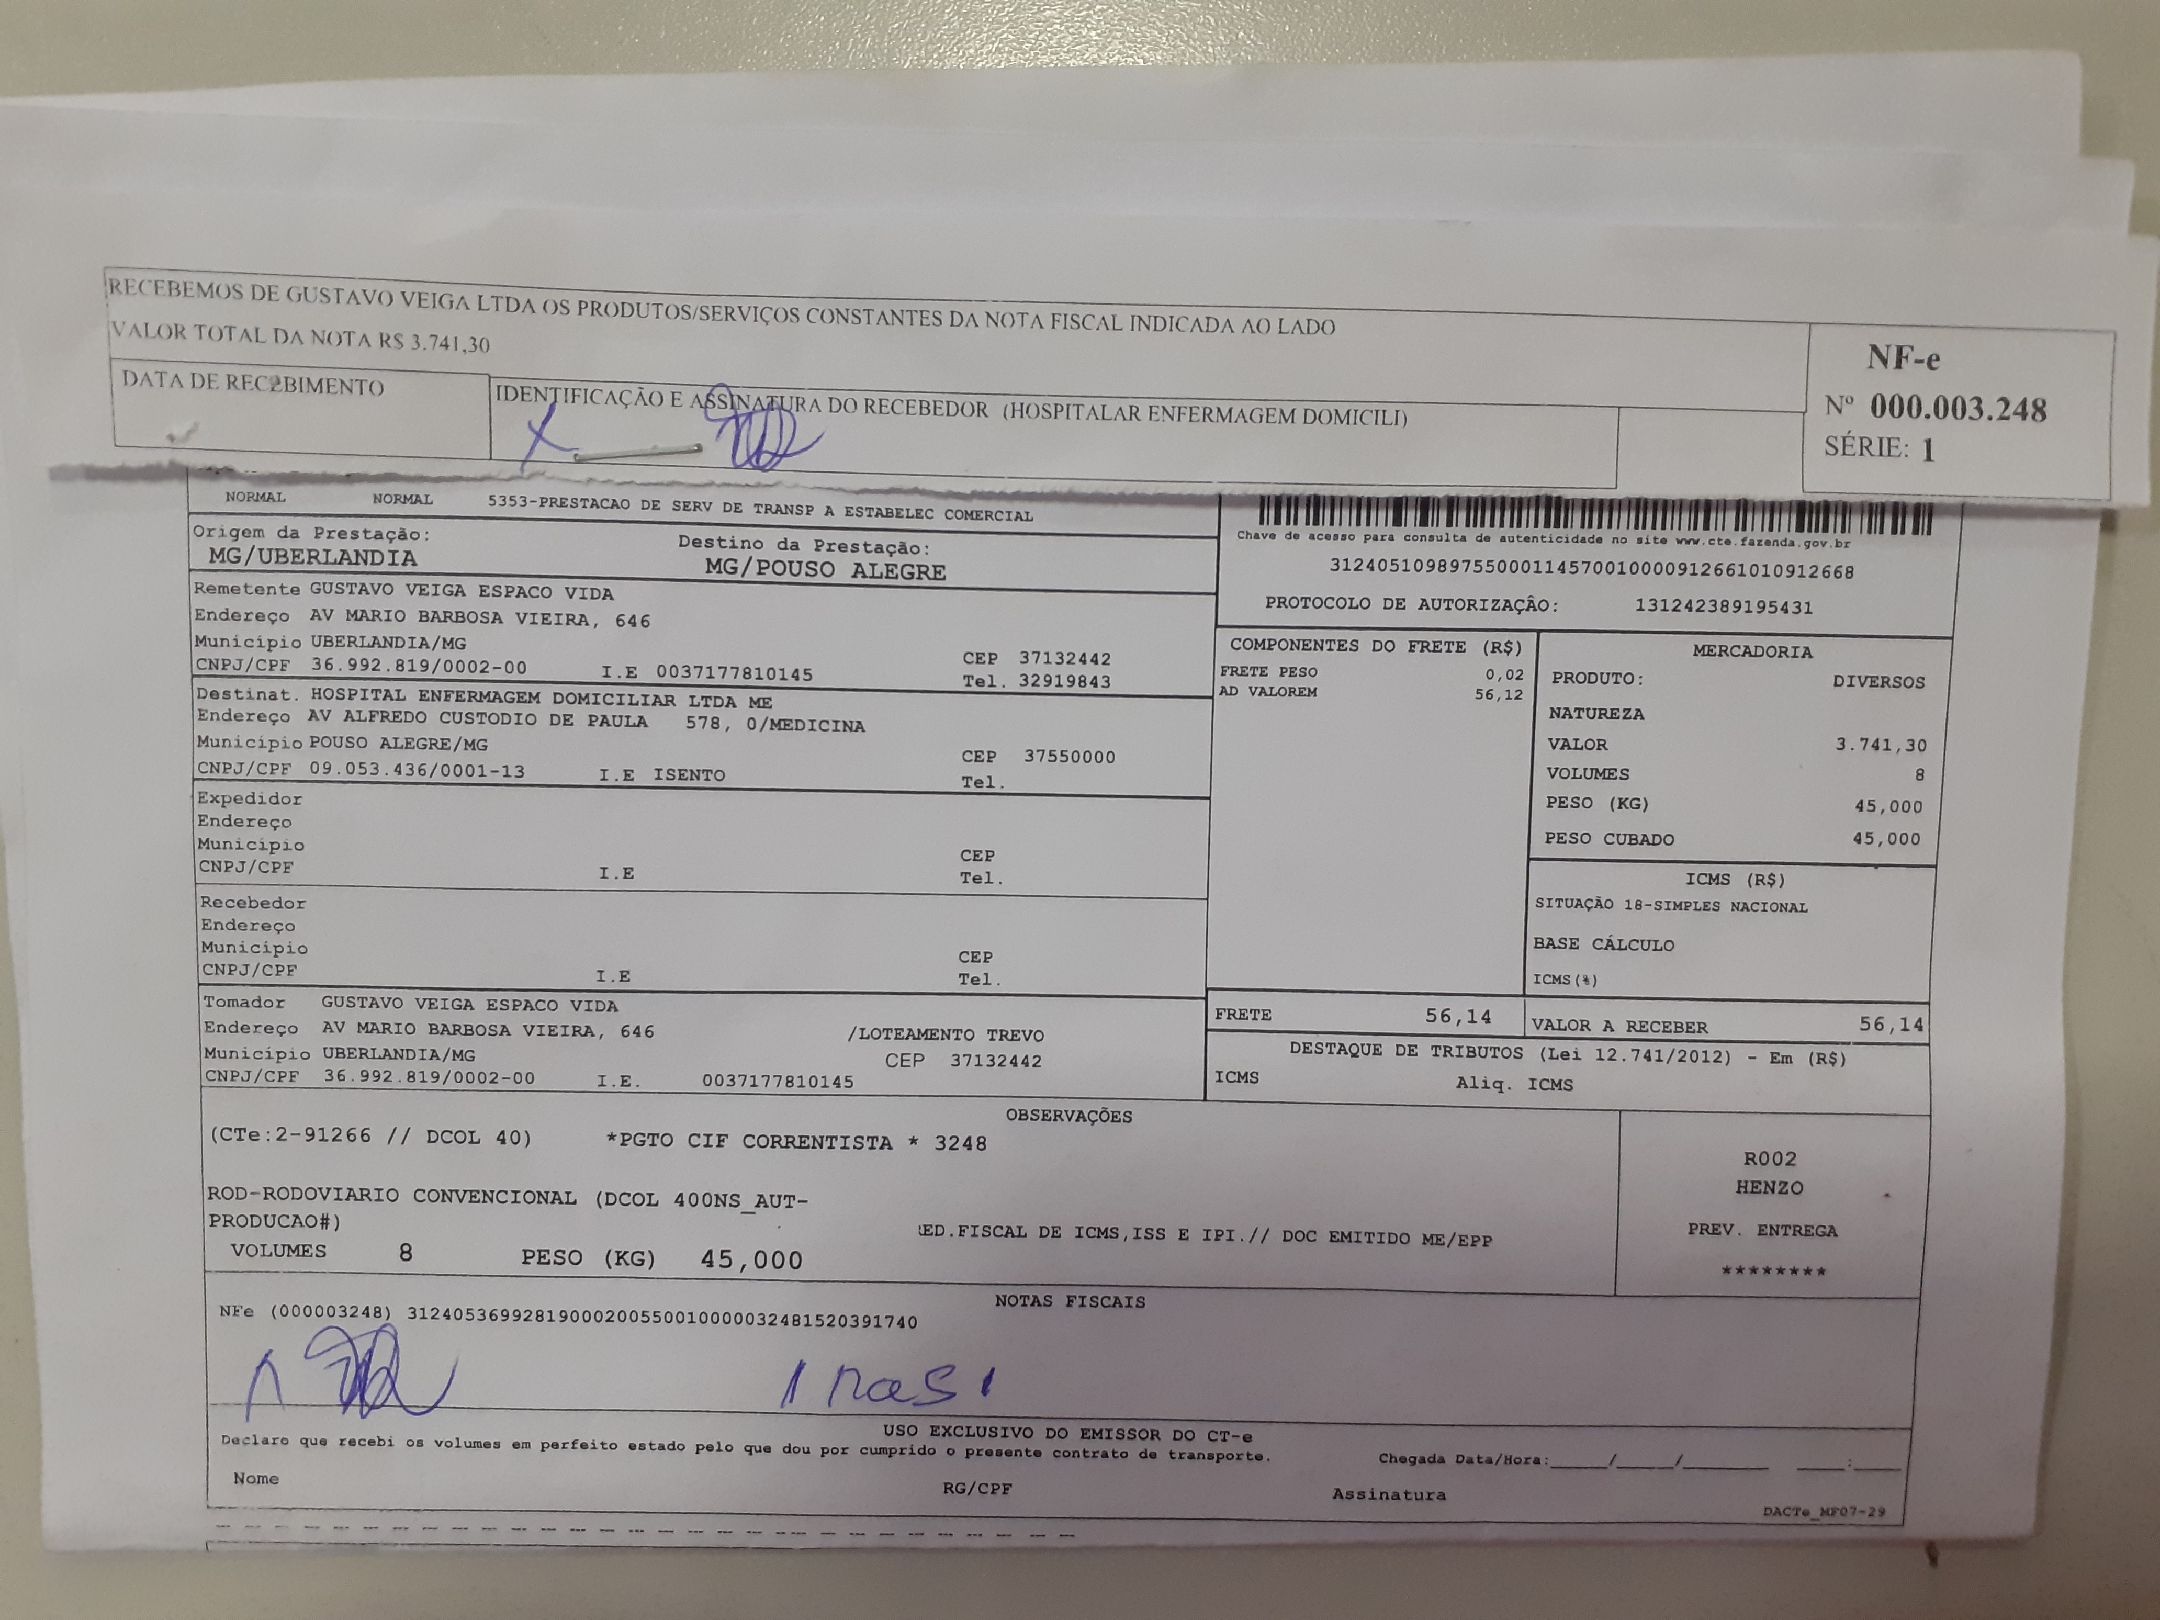 RECEBEMOS DE GUSTAVO VEIGA LTDA OS PRODUTOS/SERVIÇOS CONSTANTES DA NOTA FISCAL INDICADA AO LADO
VALOR TOTAL DA NOTA R$ 3.741,30
DATA DE RECEBIMENTO
IDENTIFICAÇÃO E ASSINATURA DO RECEBEDOR (HOSPITALAR ENFERMAGEM DOMICILI)
NF-e
Nº 000.003.248
SÉRIE: 1
NORMAL NORMAL 5353-PRESTACAO DE SERV DE TRANSP A ESTABELEC COMERCIAL
Origem da Prestação: Destino da Prestação:
MG/UBERLANDIA MG/POUSO ALEGRE
Remetente GUSTAVO VEIGA ESPACO VIDA
Endereço AV MARIO BARBOSA VIEIRA, 646
Município UBERLANDIA/MG CEP 37132442
CNPJ/CPF 36.992.819/0002-00 I.E 0037177810145 Tel. 32919843
Destinat. HOSPITAL ENFERMAGEM DOMICILIAR LTDA ME
Endereço AV ALFREDO CUSTODIO DE PAULA 578, 0/MEDICINA
Município POUSO ALEGRE/MG CEP 37550000
CNPJ/CPF 09.053.436/0001-13 I.E ISENTO Tel.
Expedidor
Endereço
Município CEP
CNPJ/CPF I.E Tel.
Recebedor
Endereço
Município CEP
CNPJ/CPF I.E Tel.
Tomador GUSTAVO VEIGA ESPACO VIDA
Endereço AV MARIO BARBOSA VIEIRA, 646 /LOTEAMENTO TREVO
Município UBERLANDIA/MG CEP 37132442
CNPJ/CPF 36.992.819/0002-00 I.E. 0037177810145
Chave de acesso para consulta de autenticidade no site www.cte.fazenda.gov.br
31240510989755000114570010000912661010912668
PROTOCOLO DE AUTORIZAÇÂO: 131242389195431
COMPONENTES DO FRETE (R$)
FRETE PESO 0,02
AD VALOREM 56,12
MERCADORIA
PRODUTO: DIVERSOS
NATUREZA
VALOR 3.741,30
VOLUMES 8
PESO (KG) 45,000
PESO CUBADO 45,000
ICMS (R$)
SITUAÇÃO 18-SIMPLES NACIONAL
BASE CÁLCULO
ICMS(%)
FRETE 56,14 VALOR A RECEBER 56,14
DESTAQUE DE TRIBUTOS (Lei 12.741/2012) - Em (R$)
ICMS Aliq. ICMS
OBSERVAÇÕES
(CTe:2-91266 // DCOL 40) *PGTO CIF CORRENTISTA * 3248
ROD-RODOVIARIO CONVENCIONAL (DCOL 400NS_AUT-
PRODUCAO#)
ED.FISCAL DE ICMS,ISS E IPI.// DOC EMITIDO ME/EPP
VOLUMES 8 PESO (KG) 45,000
R002
HENZO
PREV. ENTREGA
********
NOTAS FISCAIS
NFe (000003248) 31240536992819000200550010000032481520391740
USO EXCLUSIVO DO EMISSOR DO CT-e
Declaro que recebi os volumes em perfeito estado pelo que dou por cumprido o presente contrato de transporte.
Chegada Data/Hora:_____/_____/_______ ____:____
Nome RG/CPF Assinatura
DACTe_MF07-29